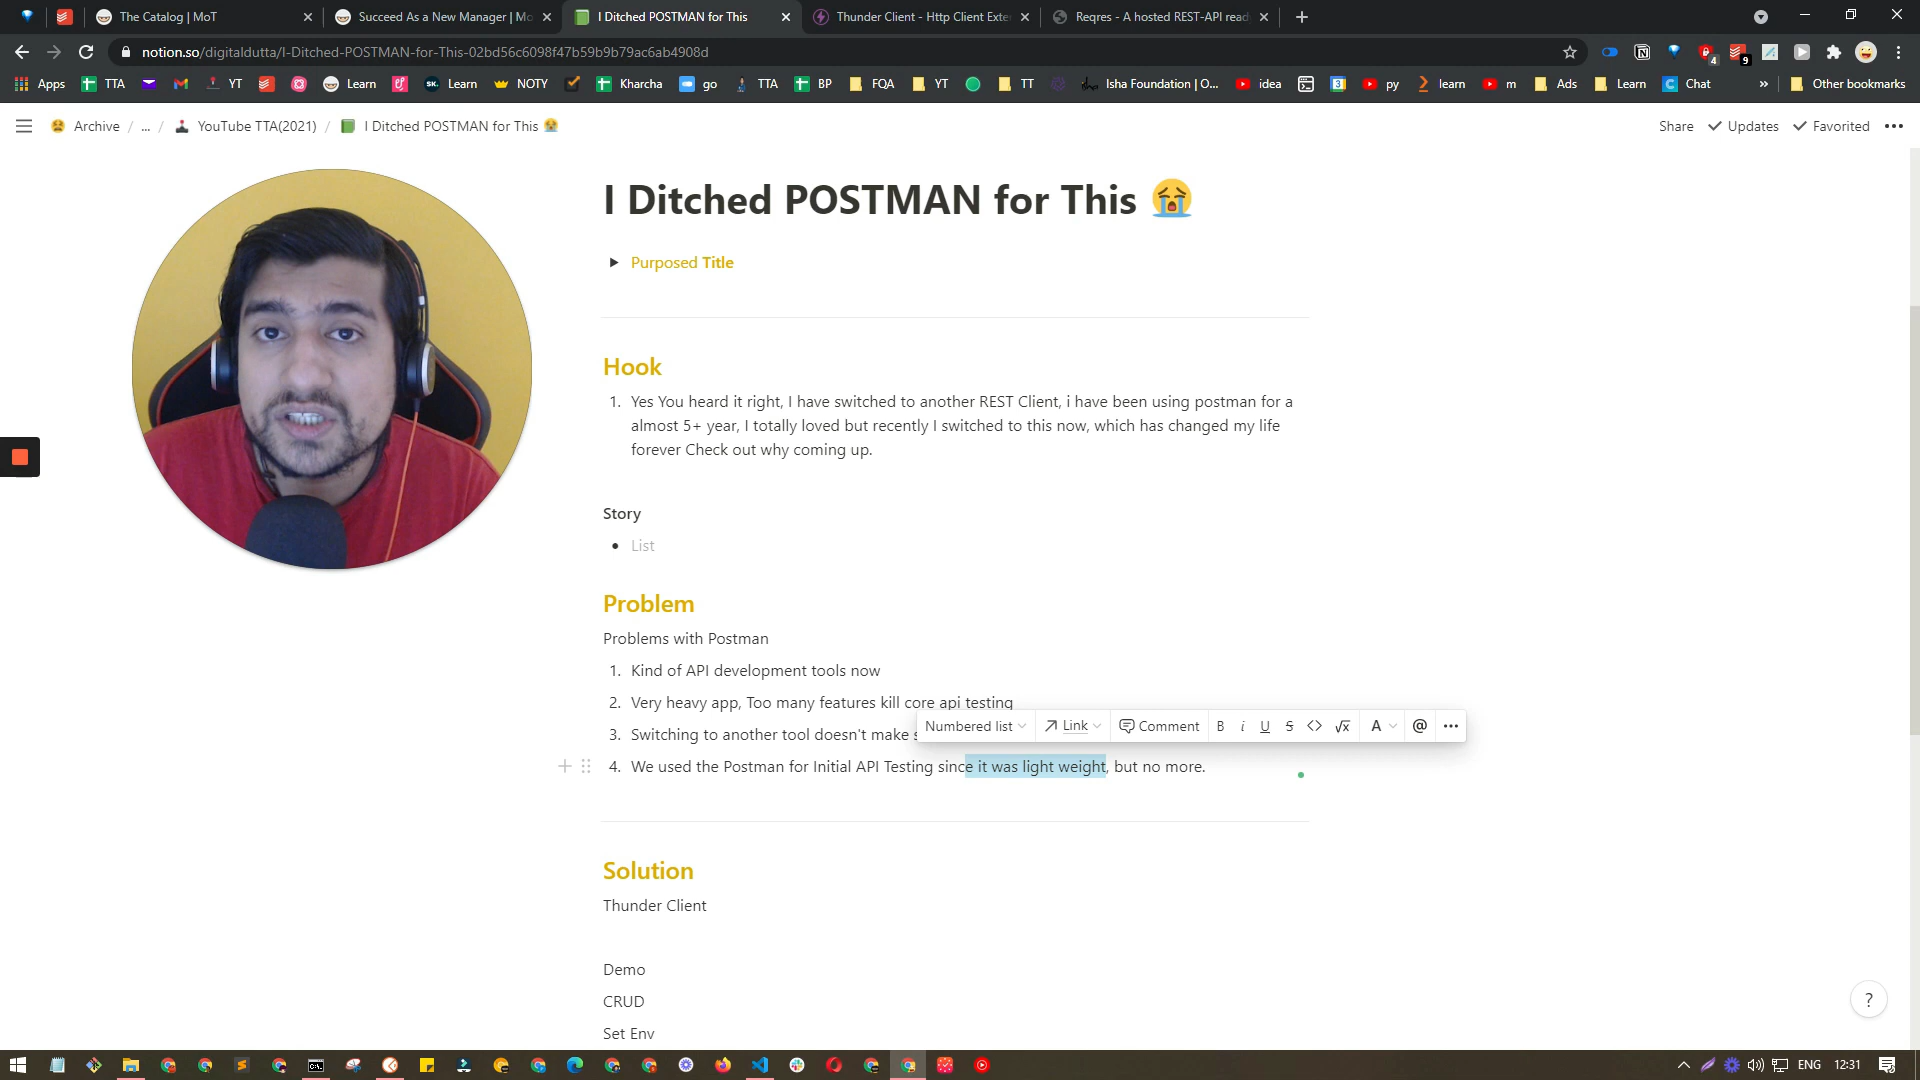 The Catalog | MoT
Succeed As a New Manager | Mo
I Ditched POSTMAN for This
Thunder Client - Http Client Exte
Reqres - A hosted REST-API read
notion.so/digitaldutta/I-Ditched-POSTMAN-for-This-02bd56c6098f47b59b9b79ac6ab4908d
4
9
Apps
TTA
YT
Learn
Learn
NOTY
Kharcha
go
TTA
BP
FQA
YT
TT
Isha Foundation | O...
idea
py
learn
m
Ads
Learn
Chat
»
Other bookmarks
Archive / ... / YouTube TTA(2021) / I Ditched POSTMAN for This
Share
Updates
Favorited
I Ditched POSTMAN for This
Purposed Title
Hook
1. Yes You heard it right, I have switched to another REST Client, i have been using postman for a
almost 5+ year, I totally loved but recently I switched to this now, which has changed my life
forever Check out why coming up.
Story
• List
Problem
Problems with Postman
1. Kind of API development tools now
2. Very heavy app, Too many features kill core api testing
Numbered list
Link
Comment
B
i
U
S
<>
√x
A
@
•••
3. Switching to another tool doesn't make s
4. We used the Postman for Initial API Testing since it was light weight, but no more.
Solution
Thunder Client
Demo
CRUD
Set Env
?
ENG
12:31